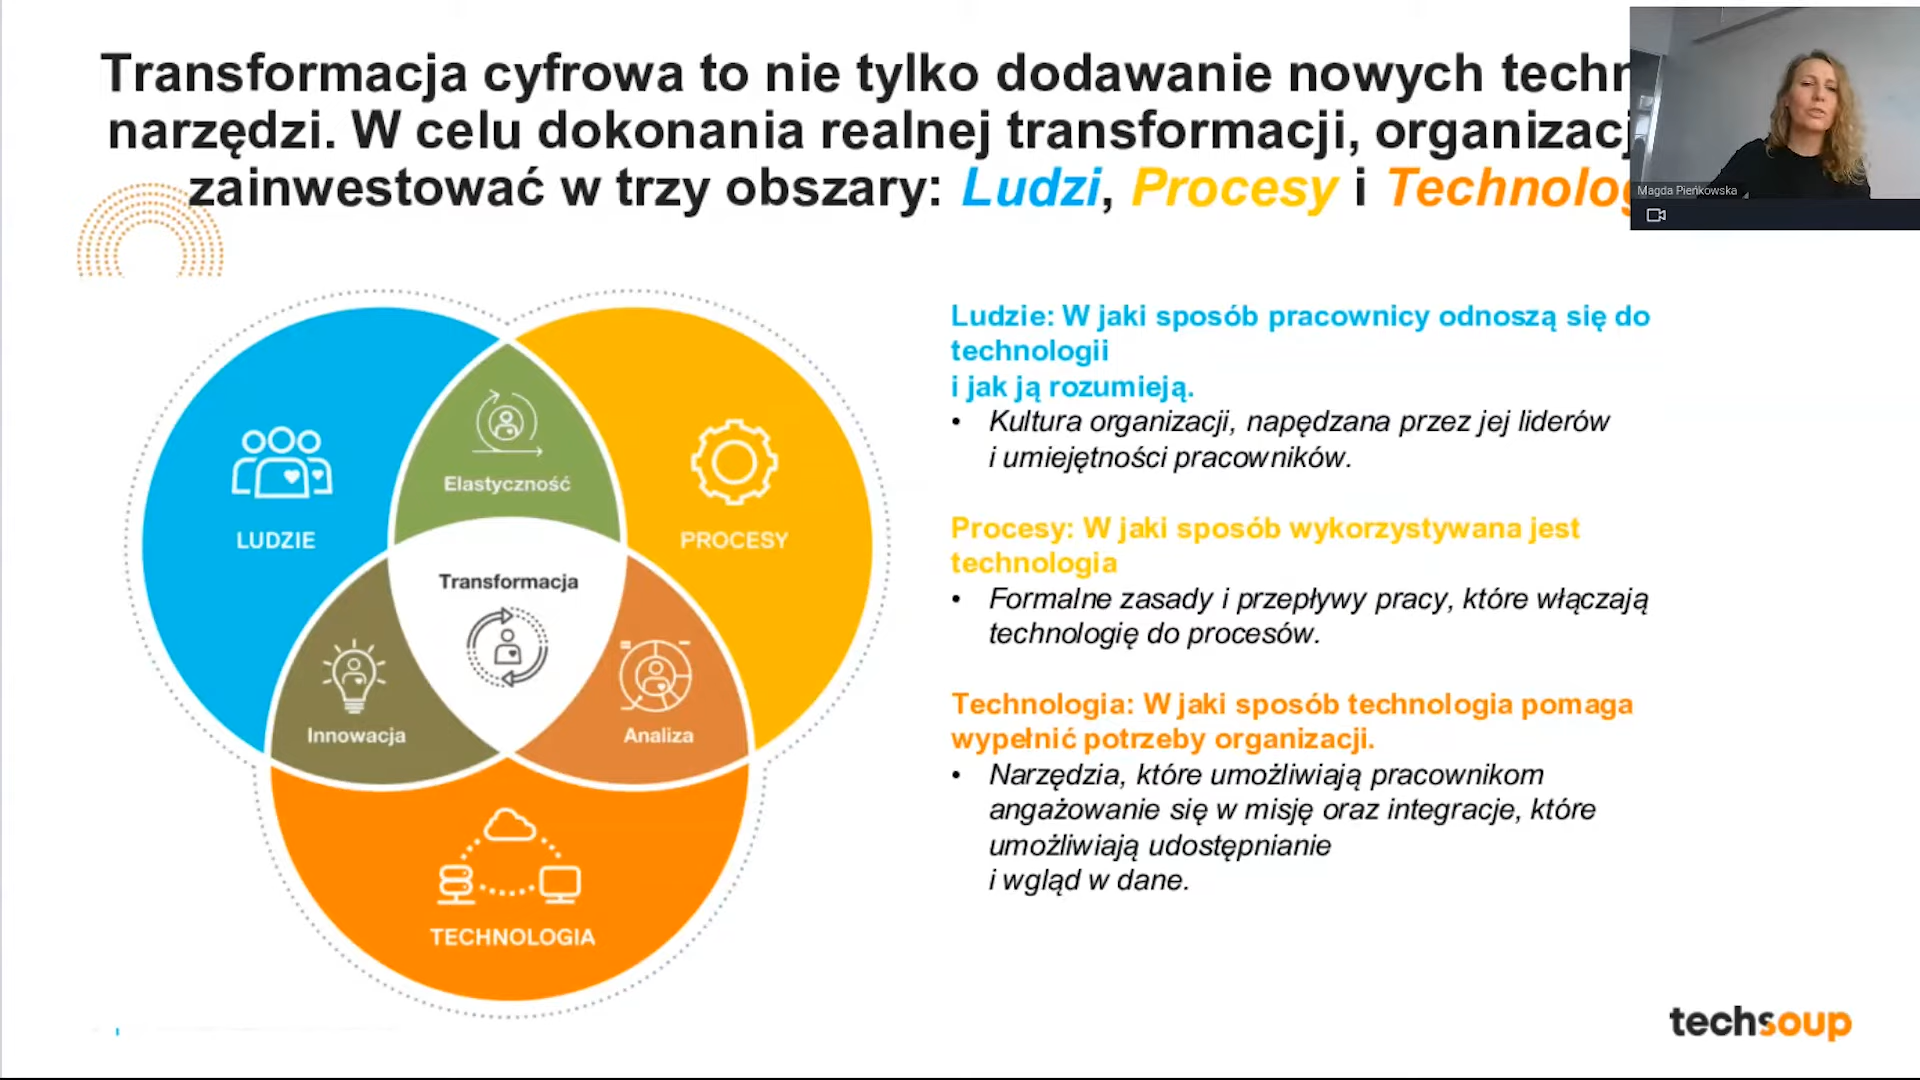 Transformacja cyfrowa to nie tylko dodawanie nowych
narzędzi. W celu dokonania realnej transformacji,
zainwestować w trzy obszary: Ludzi, Procesy i
Magda Pieńkowska
Ludzie: W jaki sposób pracownicy odnoszą się do
technologii
i jak ją rozumieją.
• Kultura organizacji, napędzana przez jej liderów
i umiejętności pracowników.
Procesy: W jaki sposób wykorzystywana jest
technologia
• Formalne zasady i przepływy pracy, które włączają
technologię do procesów.
Technologia: W jaki sposób technologia pomaga
wypełnić potrzeby organizacji.
• Narzędzia, które umożliwiają pracownikom
angażowanie się w misję oraz integracje, które
umożliwiają udostępnianie
i wgląd w dane.
Elastyczność
LUDZIE
PROCESY
Transformacja
Innowacja
Analiza
TECHNOLOGIA
techsoup